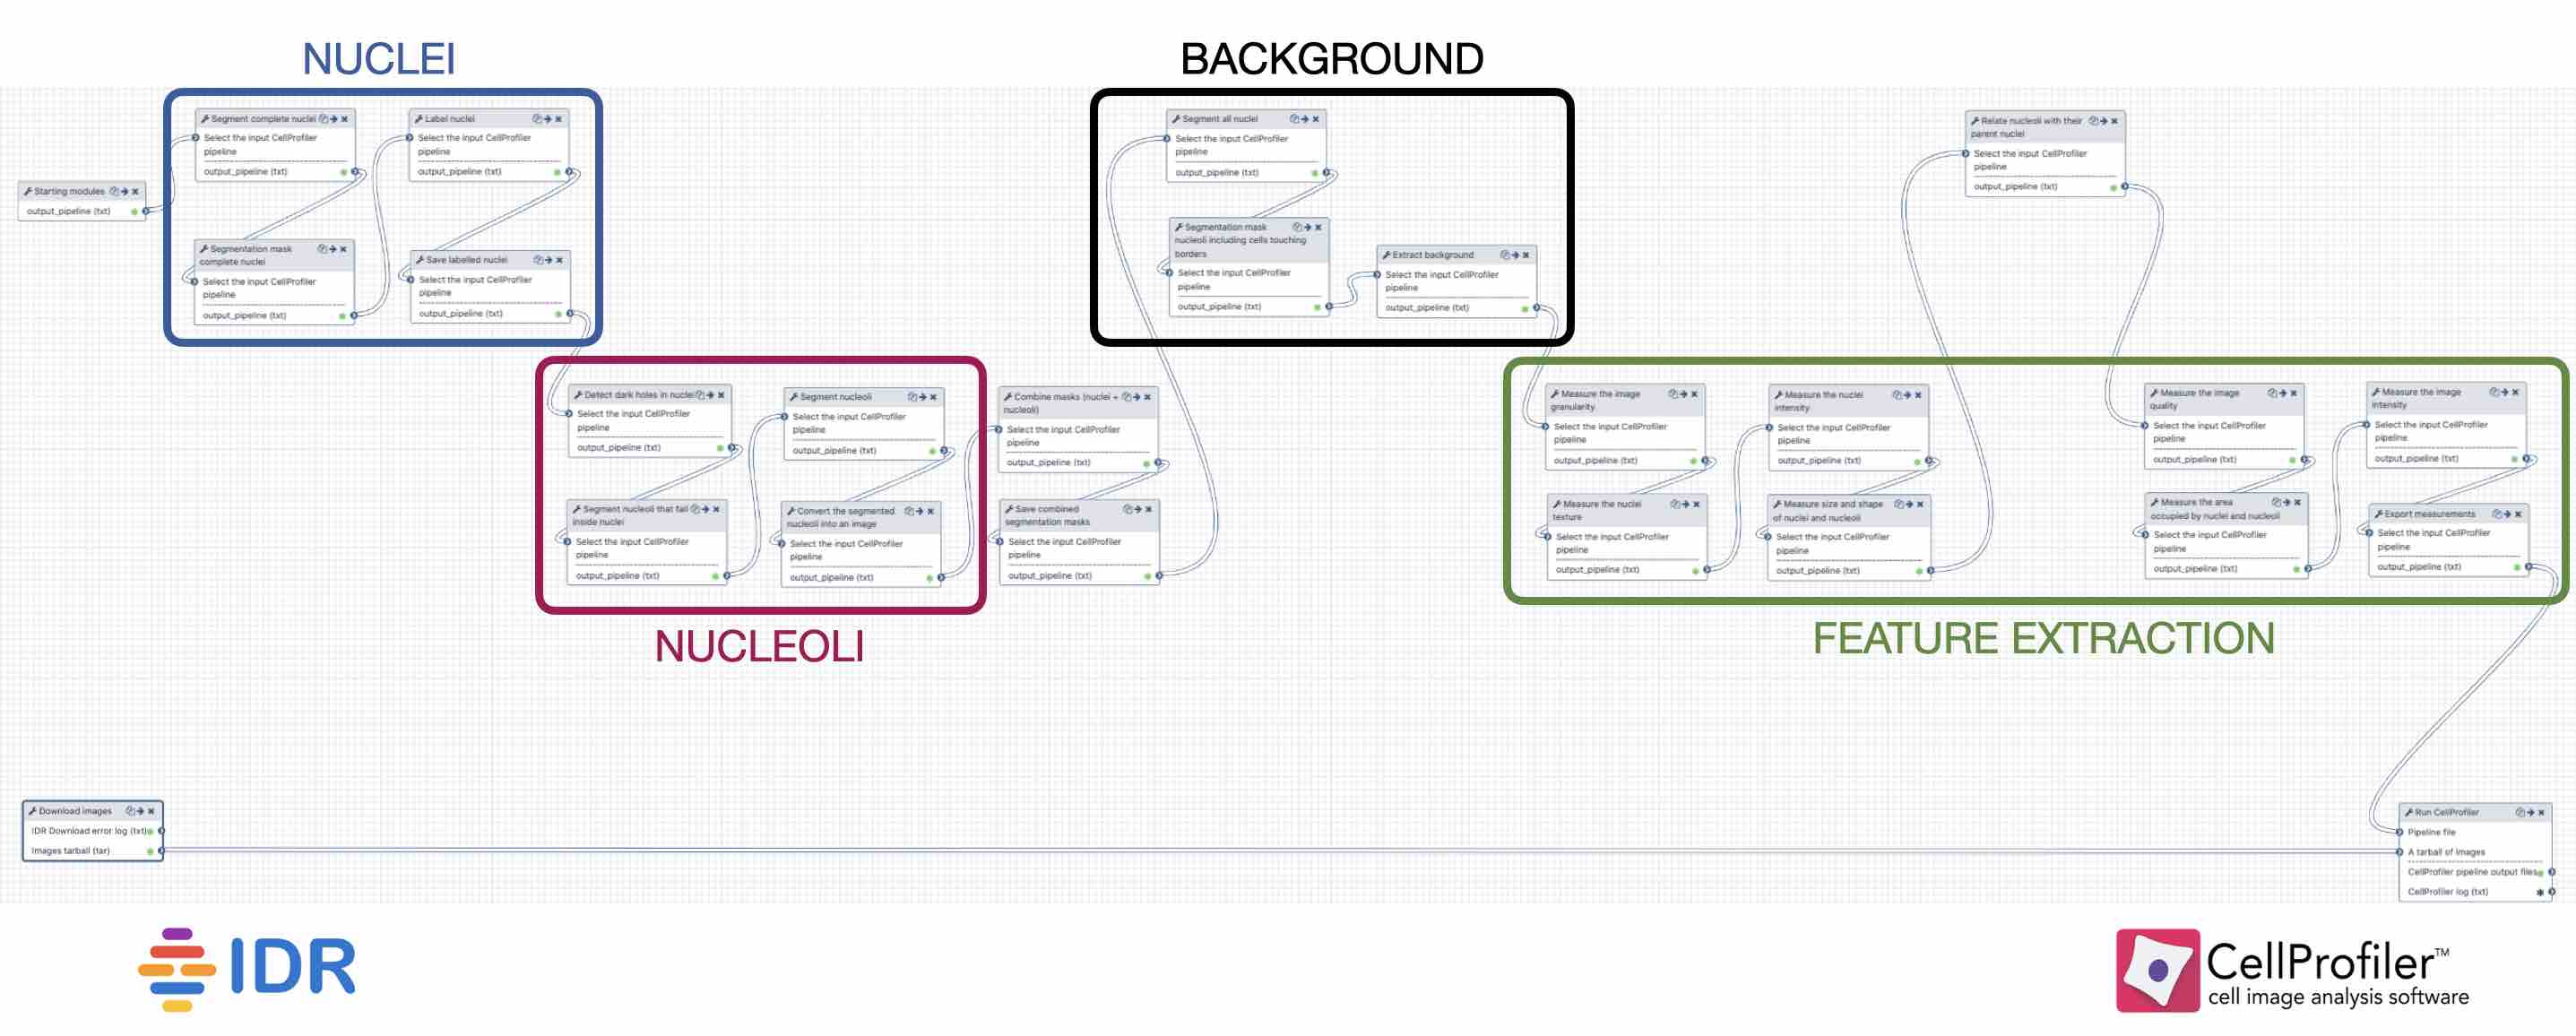 NUCLEI
BACKGROUND
Starting modules
output_pipeline (txt)
Segment complete nuclei
Select the input CellProfiler
pipeline
output_pipeline (txt)
Segmentation mask
complete nuclei
Select the input CellProfiler
pipeline
output_pipeline (txt)
Label nuclei
Select the input CellProfiler
pipeline
output_pipeline (txt)
Save labelled nuclei
Select the input CellProfiler
pipeline
output_pipeline (txt)
Detect dark holes in nuclei
Select the input CellProfiler
pipeline
output_pipeline (txt)
Segment nucleoli that fall
inside nuclei
Select the input CellProfiler
pipeline
output_pipeline (txt)
Segment nucleoli
Select the input CellProfiler
pipeline
output_pipeline (txt)
Convert the segmented
nucleoli into an image
Select the input CellProfiler
pipeline
output_pipeline (txt)
NUCLEOLI
Combine masks (nuclei +
nucleoli)
Select the input CellProfiler
pipeline
output_pipeline (txt)
Save combined
segmentation masks
Select the input CellProfiler
pipeline
output_pipeline (txt)
Segment all nuclei
Select the input CellProfiler
pipeline
output_pipeline (txt)
Segmentation mask
nucleoli including cells touching
borders
Select the input CellProfiler
pipeline
output_pipeline (txt)
Extract background
Select the input CellProfiler
pipeline
output_pipeline (txt)
Measure the image
granularity
Select the input CellProfiler
pipeline
output_pipeline (txt)
Measure the nuclei
texture
Select the input CellProfiler
pipeline
output_pipeline (txt)
Measure the nuclei
intensity
Select the input CellProfiler
pipeline
output_pipeline (txt)
Measure size and shape
of nuclei and nucleoli
Select the input CellProfiler
pipeline
output_pipeline (txt)
Relate nucleoli with their
parent nuclei
Select the input CellProfiler
pipeline
output_pipeline (txt)
Measure the image
quality
Select the input CellProfiler
pipeline
output_pipeline (txt)
Measure the area
occupied by nuclei and nucleoli
Select the input CellProfiler
pipeline
output_pipeline (txt)
Measure the image
intensity
Select the input CellProfiler
pipeline
output_pipeline (txt)
Export measurements
Select the input CellProfiler
pipeline
output_pipeline (txt)
FEATURE EXTRACTION
Download images
IDR Download error log (txt)
Images tarball (tar)
Run CellProfiler
Pipeline file
A tarball of images
CellProfiler pipeline output files
CellProfiler log (txt)
IDR
CellProfiler™
cell image analysis software